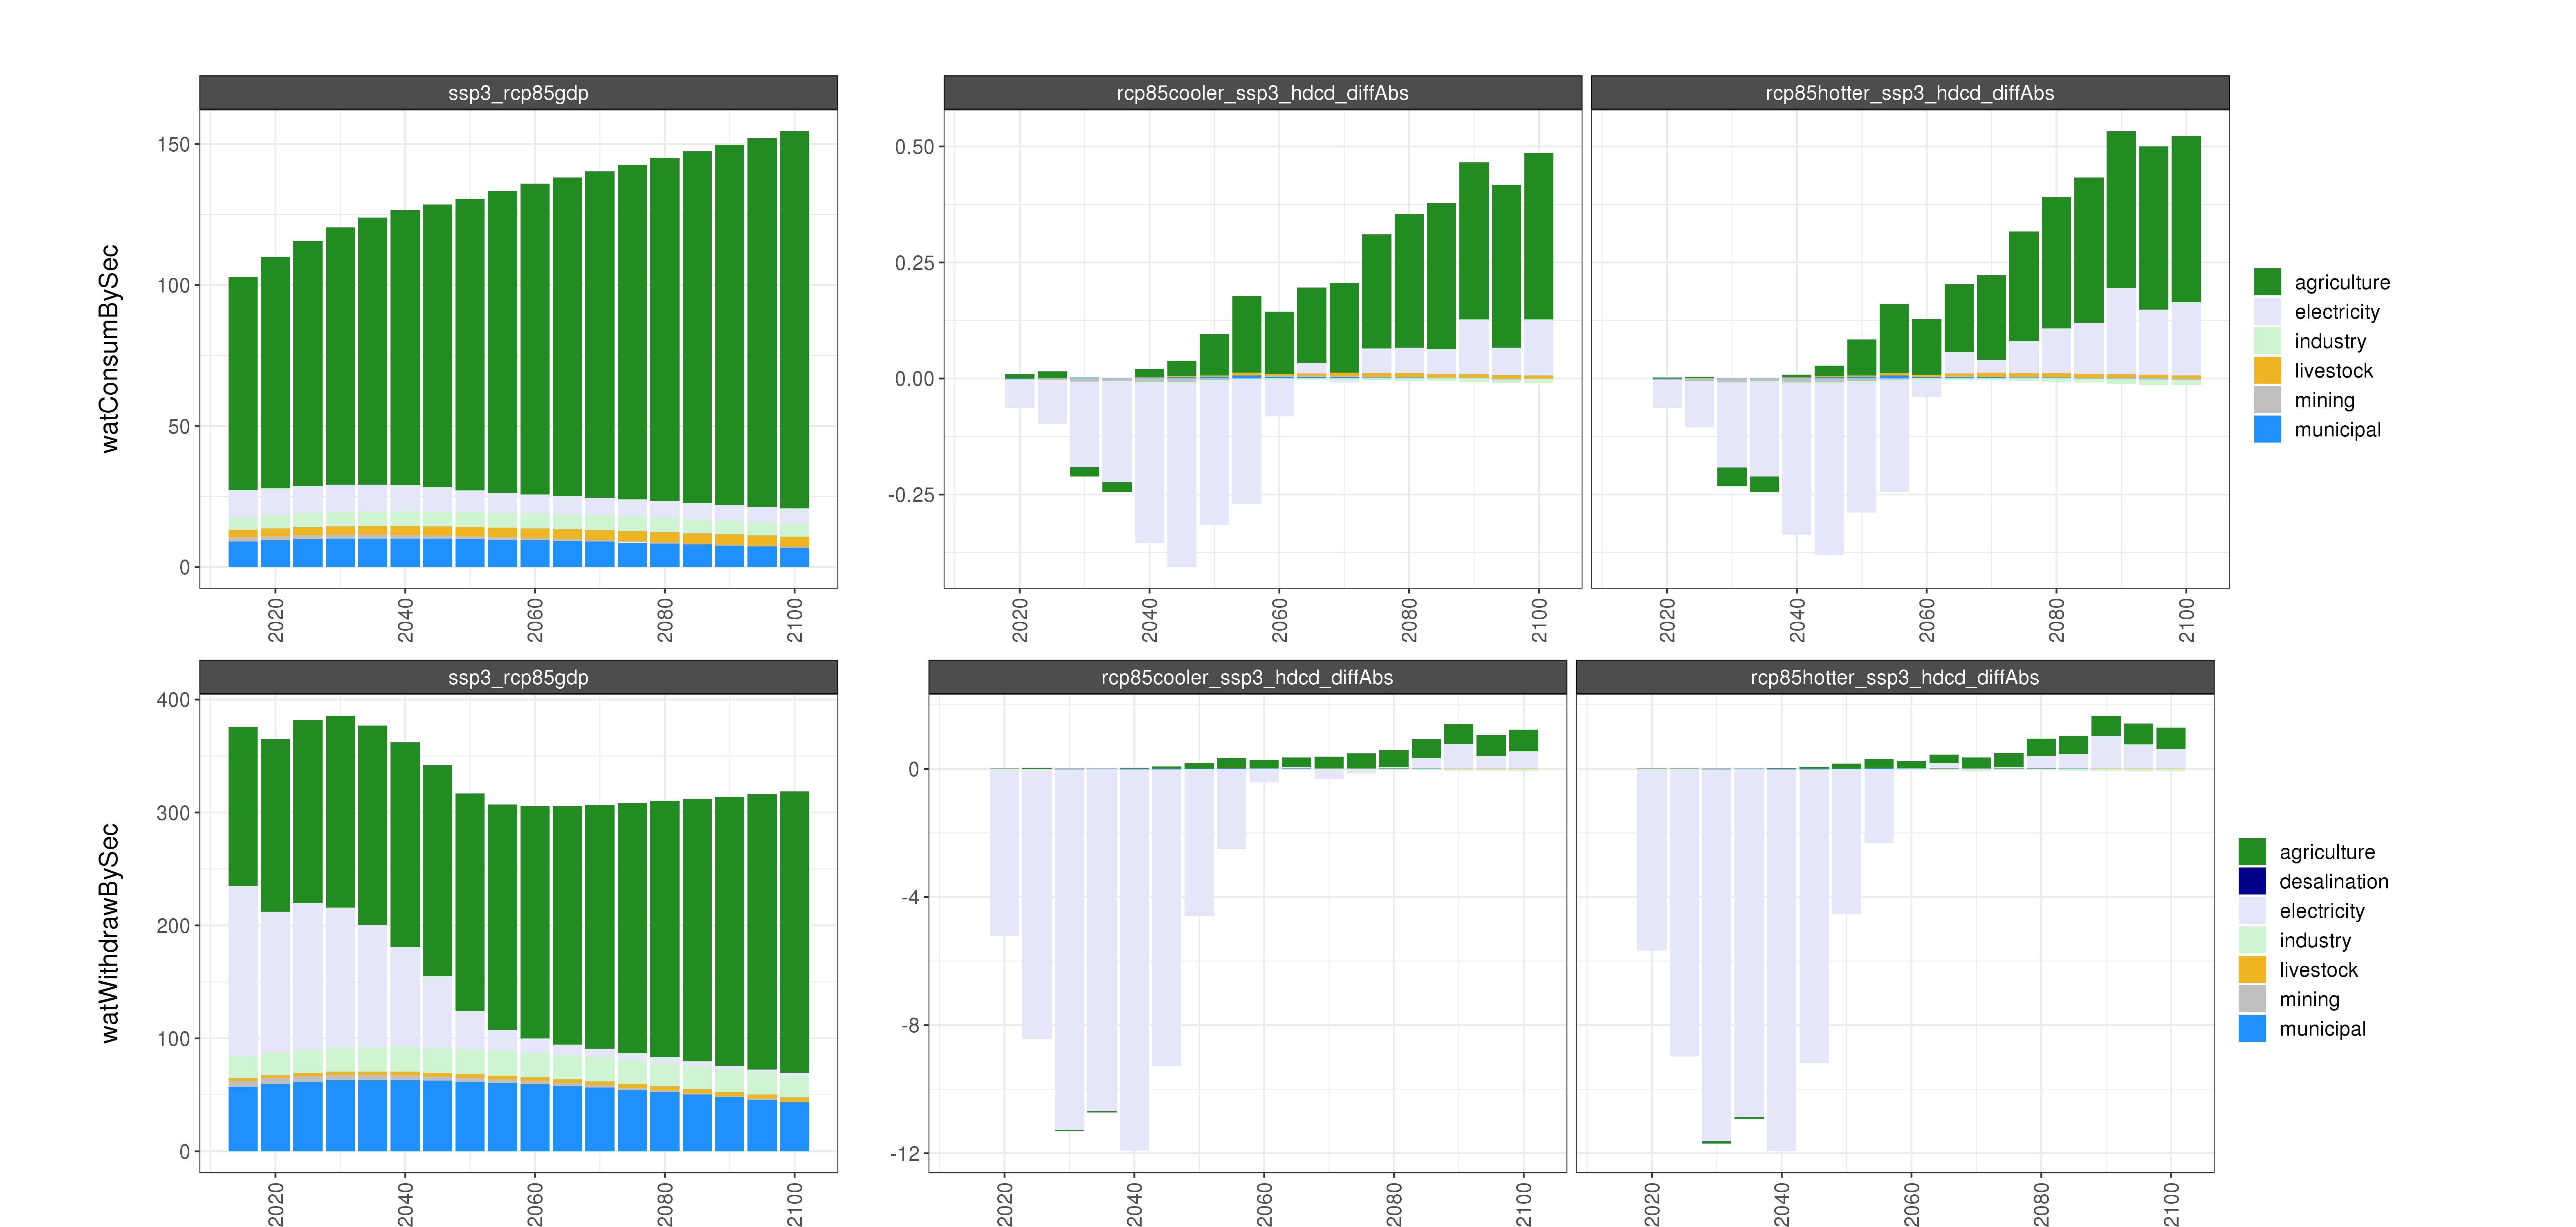 ssp3_rcp85gdp
rcp85cooler_ssp3_hdcd_diffAbs
rcp85hotter_ssp3_hdcd_diffAbs
watConsumBySec
150
100
50
0
0.50
0.25
0.00
-0.25
2020
2040
2060
2080
2100
2020
2040
2060
2080
2100
2020
2040
2060
2080
2100
agriculture
electricity
industry
livestock
mining
municipal
ssp3_rcp85gdp
rcp85cooler_ssp3_hdcd_diffAbs
rcp85hotter_ssp3_hdcd_diffAbs
watWithdrawBySec
400
300
200
100
0
0
-4
-8
-12
2020
2040
2060
2080
2100
2020
2040
2060
2080
2100
2020
2040
2060
2080
2100
agriculture
desalination
electricity
industry
livestock
mining
municipal